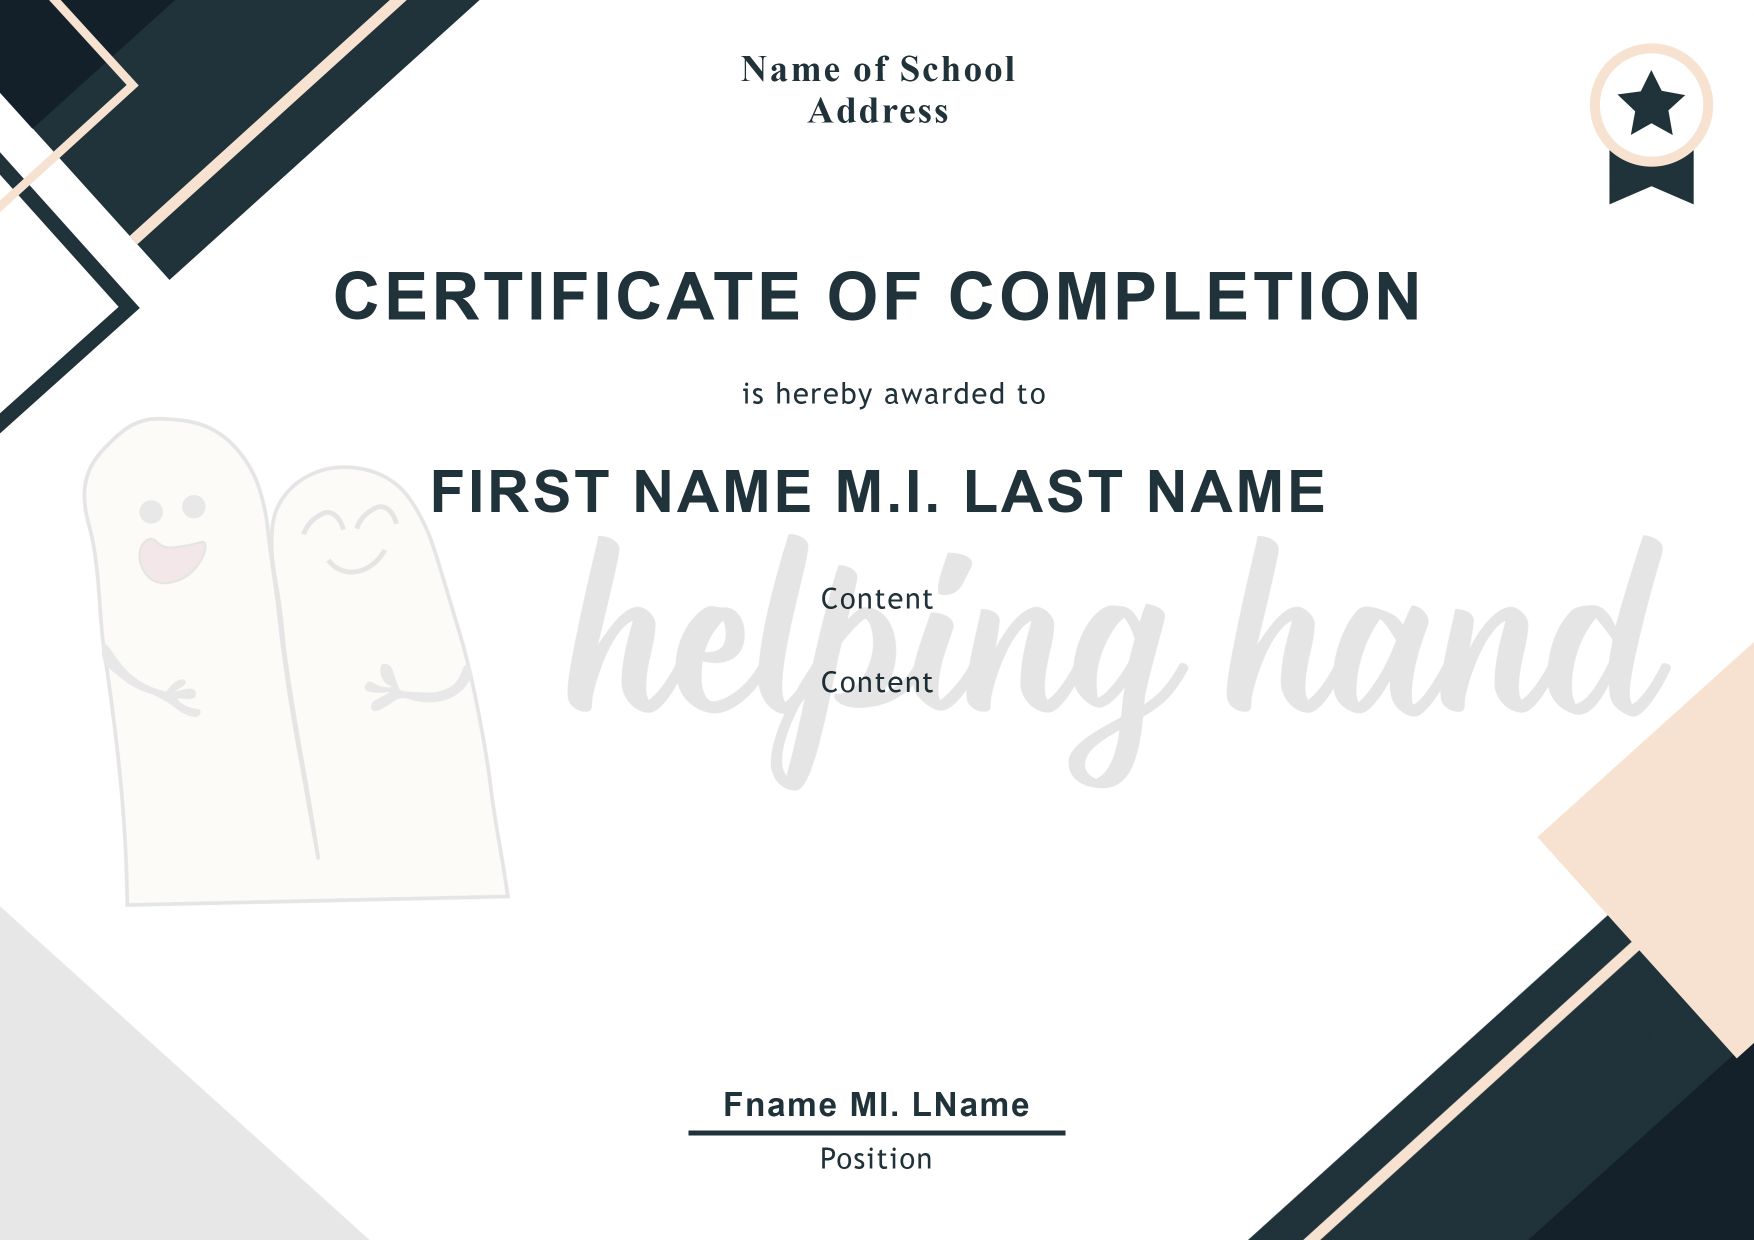 Name of School
Address
CERTIFICATE OF COMPLETION
is hereby awarded to
FIRST NAME M.I. LAST NAME
helping hand
Content
Content
Fname MI. LName
Position